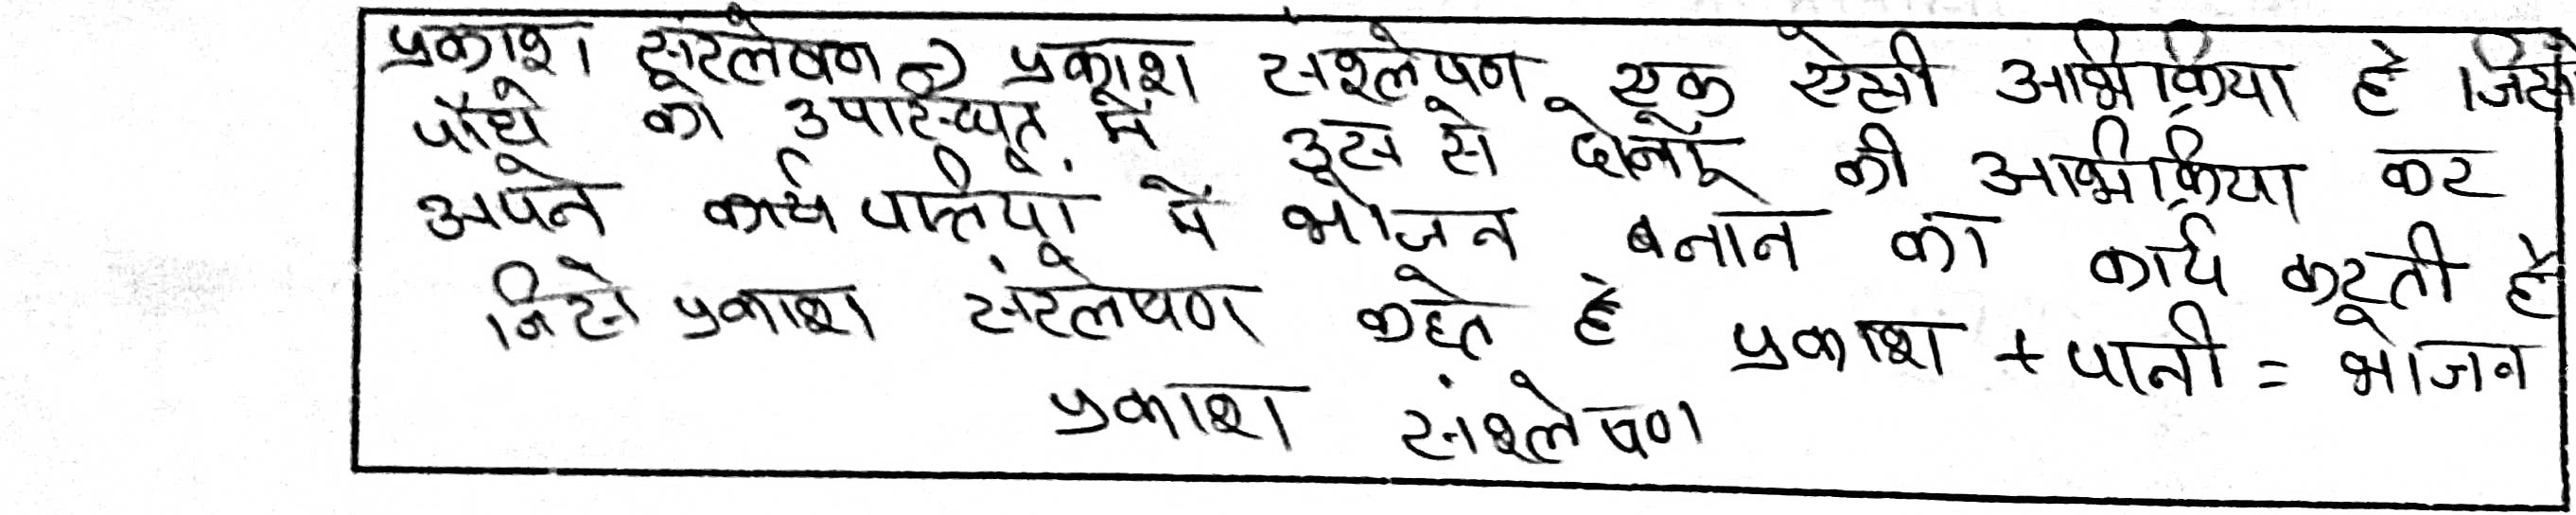 प्रकाश संश्लेषण → प्रकाश संश्लेषण एक ऐसी अभिक्रिया है जिसमें
पौधे की उपस्थित में उस से दोनों की अभिक्रिया कर
अपने कार्य पत्तियों में भोजन बनाने का कार्य करती है
जिसे प्रकाश संश्लेषण कहते है प्रकाश + पानी = भोजन
प्रकाश संश्लेषण